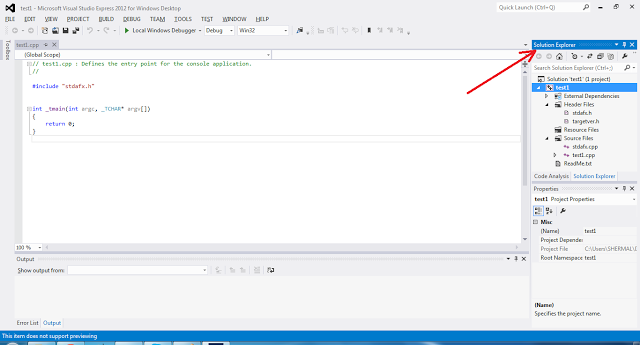 test1 - Microsoft Visual Studio Express 2012 for Windows Desktop
Quick Launch (Ctrl+Q)
FILE EDIT VIEW PROJECT BUILD DEBUG TEAM TOOLS TEST WINDOW HELP
Local Windows Debugger Debug Win32
Toolbox
test1.cpp
(Global Scope)
// test1.cpp : Defines the entry point for the console application.
//
#include "stdafx.h"
int _tmain(int argc, _TCHAR* argv[])
{
return 0;
}
100 %
Output
Show output from:
Error List Output
Solution Explorer
Search Solution Explorer (Ctrl+;)
Solution 'test1' (1 project)
test1
External Dependencies
Header Files
stdafx.h
targetver.h
Resource Files
Source Files
stdafx.cpp
test1.cpp
ReadMe.txt
Code Analysis Solution Explorer
Properties
test1 Project Properties
Misc
(Name) test1
Project Depender
Project File C:\Users\SHERMAL\
Root Namespace test1
(Name)
Specifies the project name.
This item does not support previewing